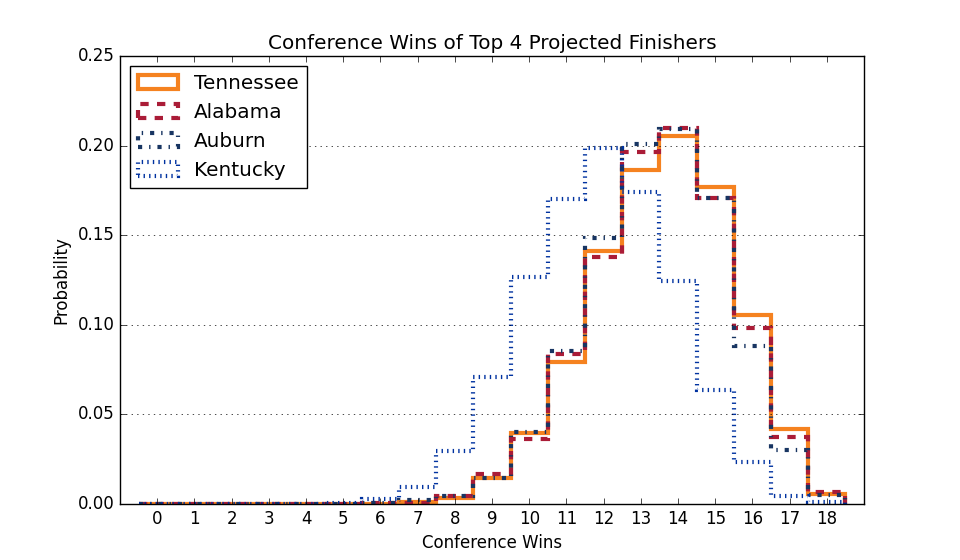 Conference Wins of Top 4 Projected Finishers
0.25
0.20
0.15
0.10
0.05
0.00
Probability
Tennessee
Alabama
Auburn
Kentucky
0 1 2 3 4 5 6 7 8 9 10 11 12 13 14 15 16 17 18
Conference Wins